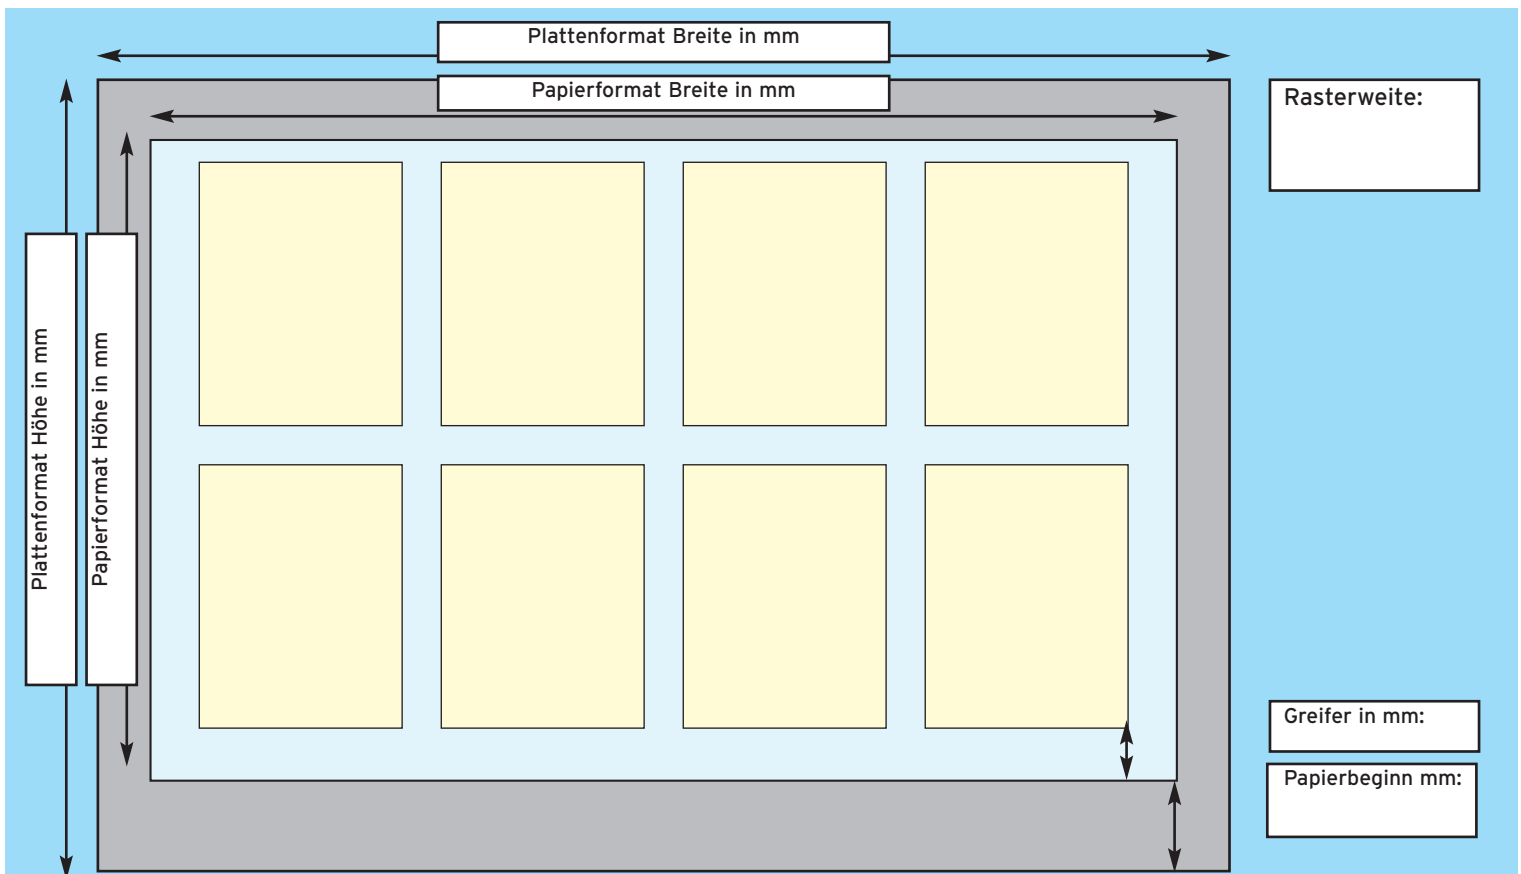 Plattenformat Breite in mm
Papierformat Breite in mm
Rasterweite:
Plattenformat Höhe in mm
Papierformat Höhe in mm
Greifer in mm:
Papierbeginn mm: